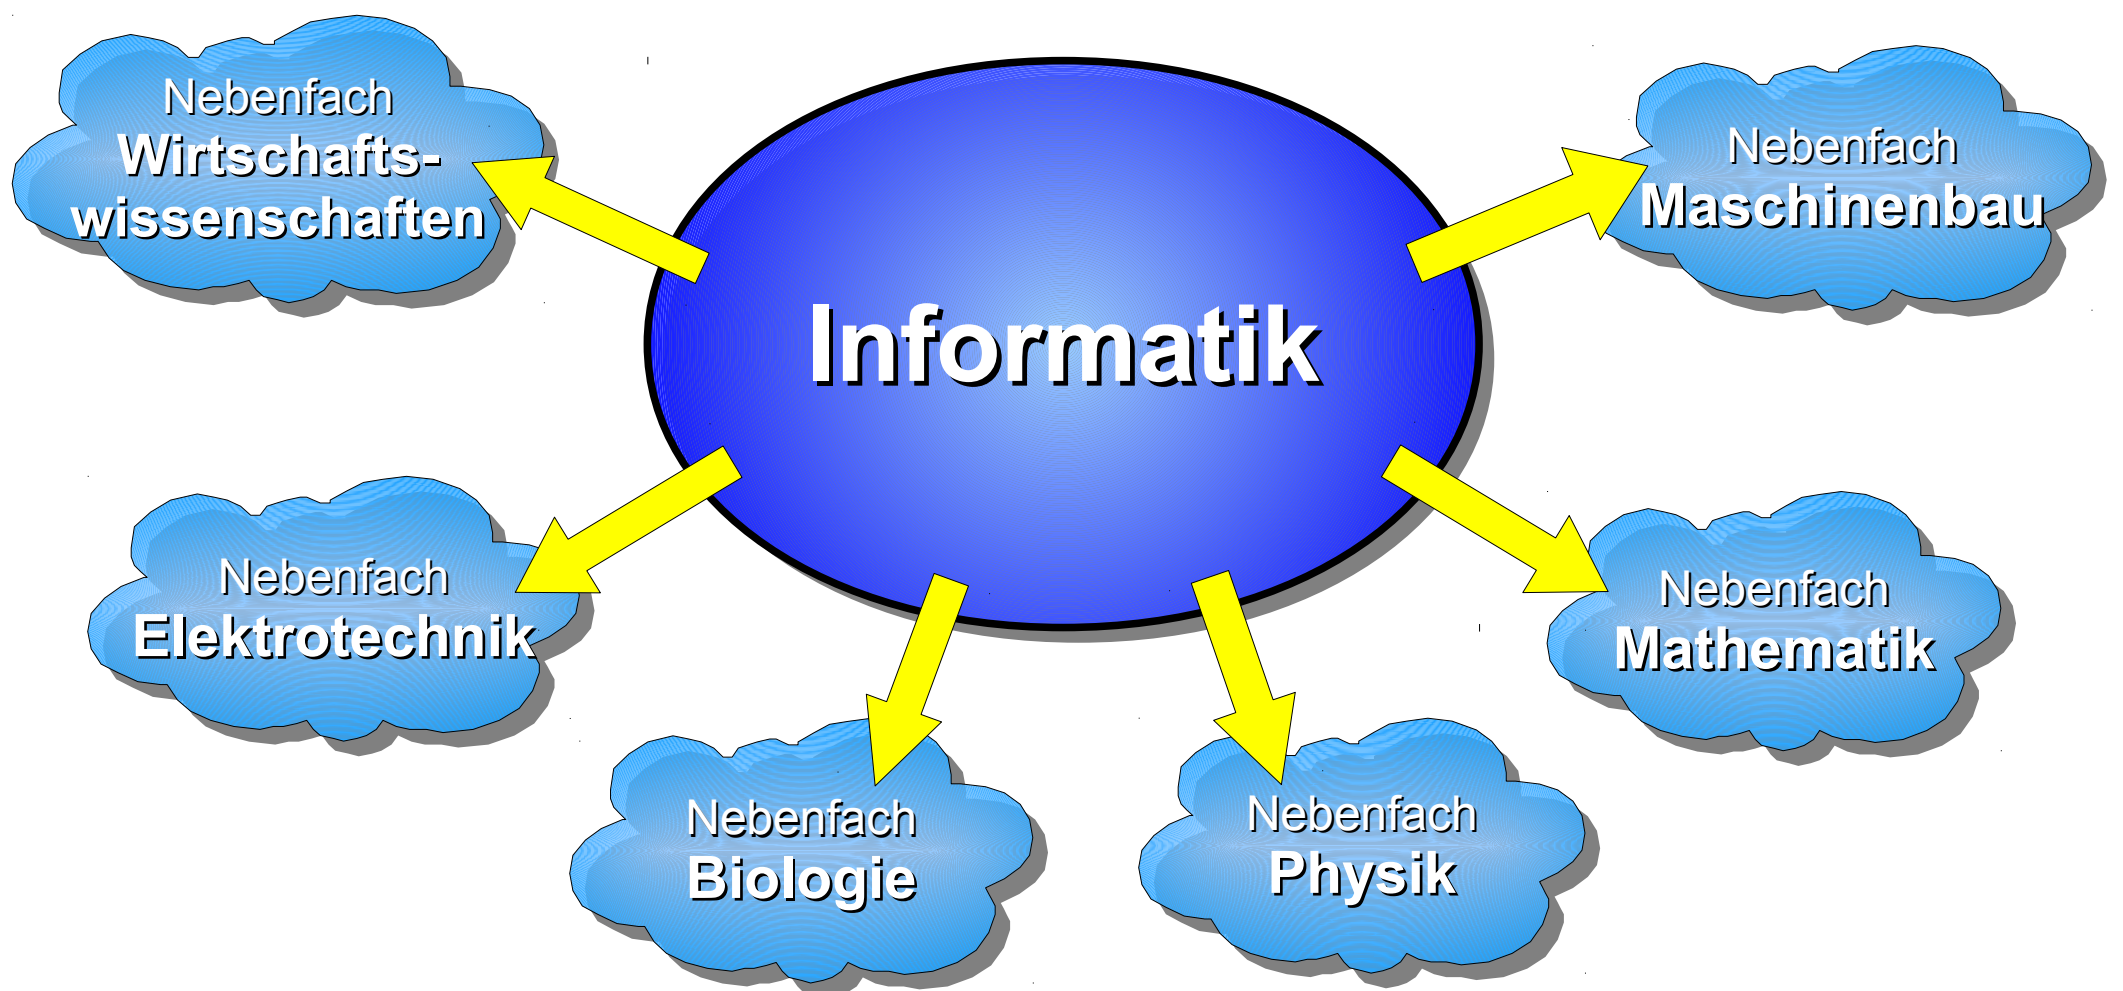 Nebenfach
Wirtschafts-
wissenschaften
Informatik
Nebenfach
Maschinenbau
Nebenfach
Elektrotechnik
Nebenfach
Mathematik
Nebenfach
Biologie
Nebenfach
Physik